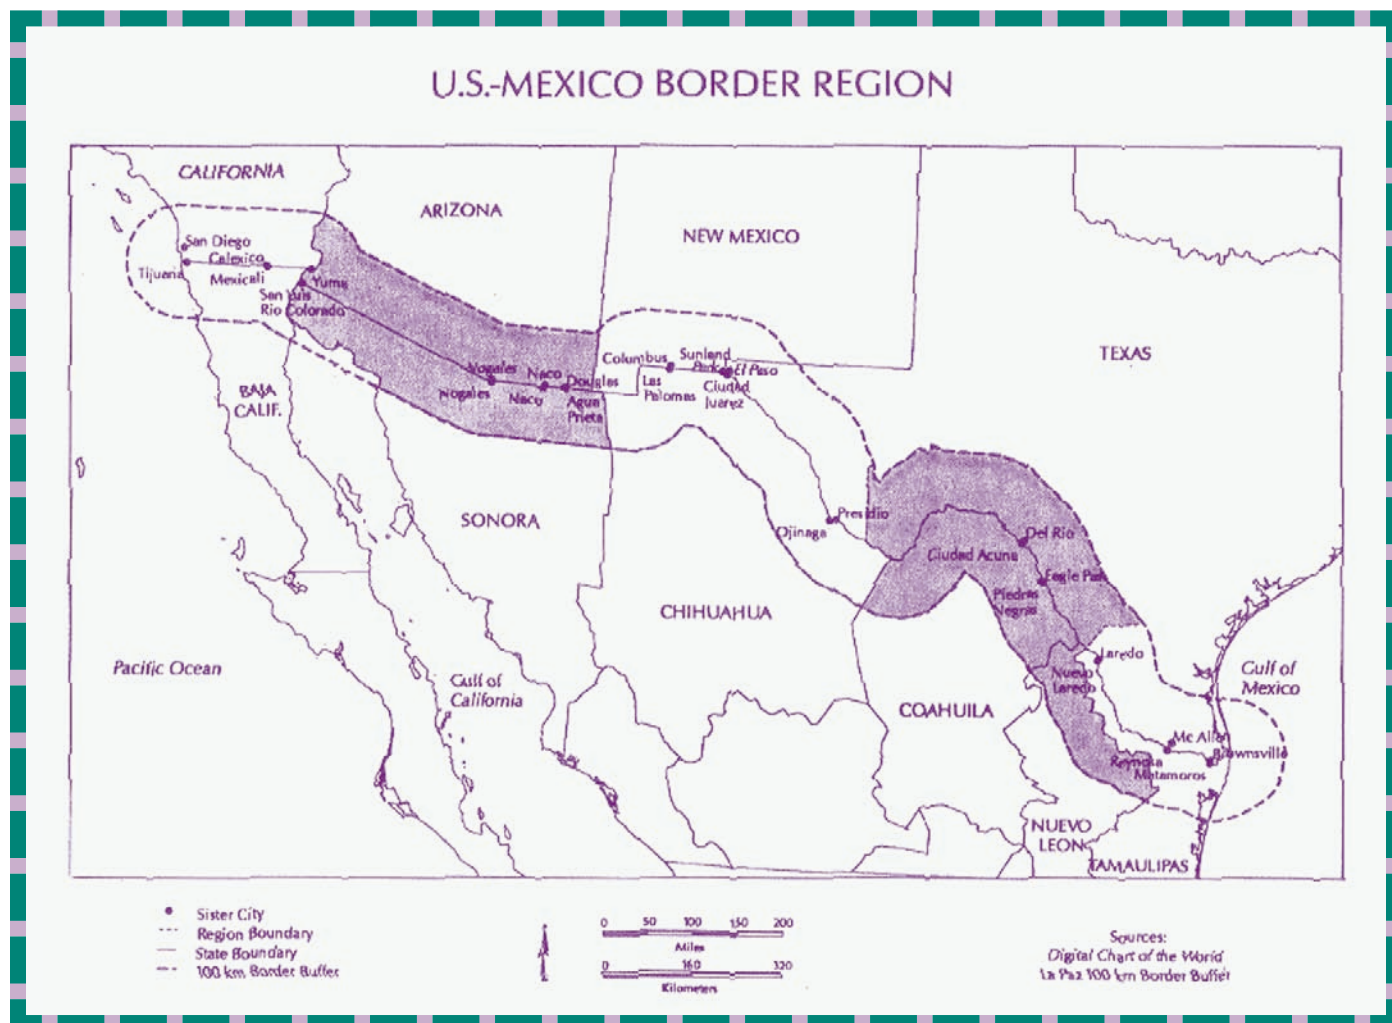 U.S.-MEXICO BORDER REGION
CALIFORNIA
ARIZONA
NEW MEXICO
San Diego
Calexico
Tijuana
Mexicali
Yuma
San Luis
Rio Colorado
TEXAS
Columbus
Sunland
Park
El Paso
Las
Palomas
Ciudad
Juarez
Nogales
Naco
Douglas
Nogales
Naco
Agua
Prieta
BAJA
CALIF.
SONORA
Presidio
Ojinaga
Del Rio
Ciudad Acuna
Eagle Pass
Piedras
Negras
CHIHUAHUA
Laredo
Nuevo
Laredo
Pacific Ocean
Gulf of
California
Gulf of
Mexico
COAHUILA
Mc Allen
Brownsville
Reynosa
Matamoros
NUEVO
LEON
TAMAULIPAS
Sister City
Region Boundary
State Boundary
100 km Border Buffer
0 50 100 150 200
Miles
0 160 320
Kilometers
Sources:
Digital Chart of the World
La Paz 100 km Border Buffer